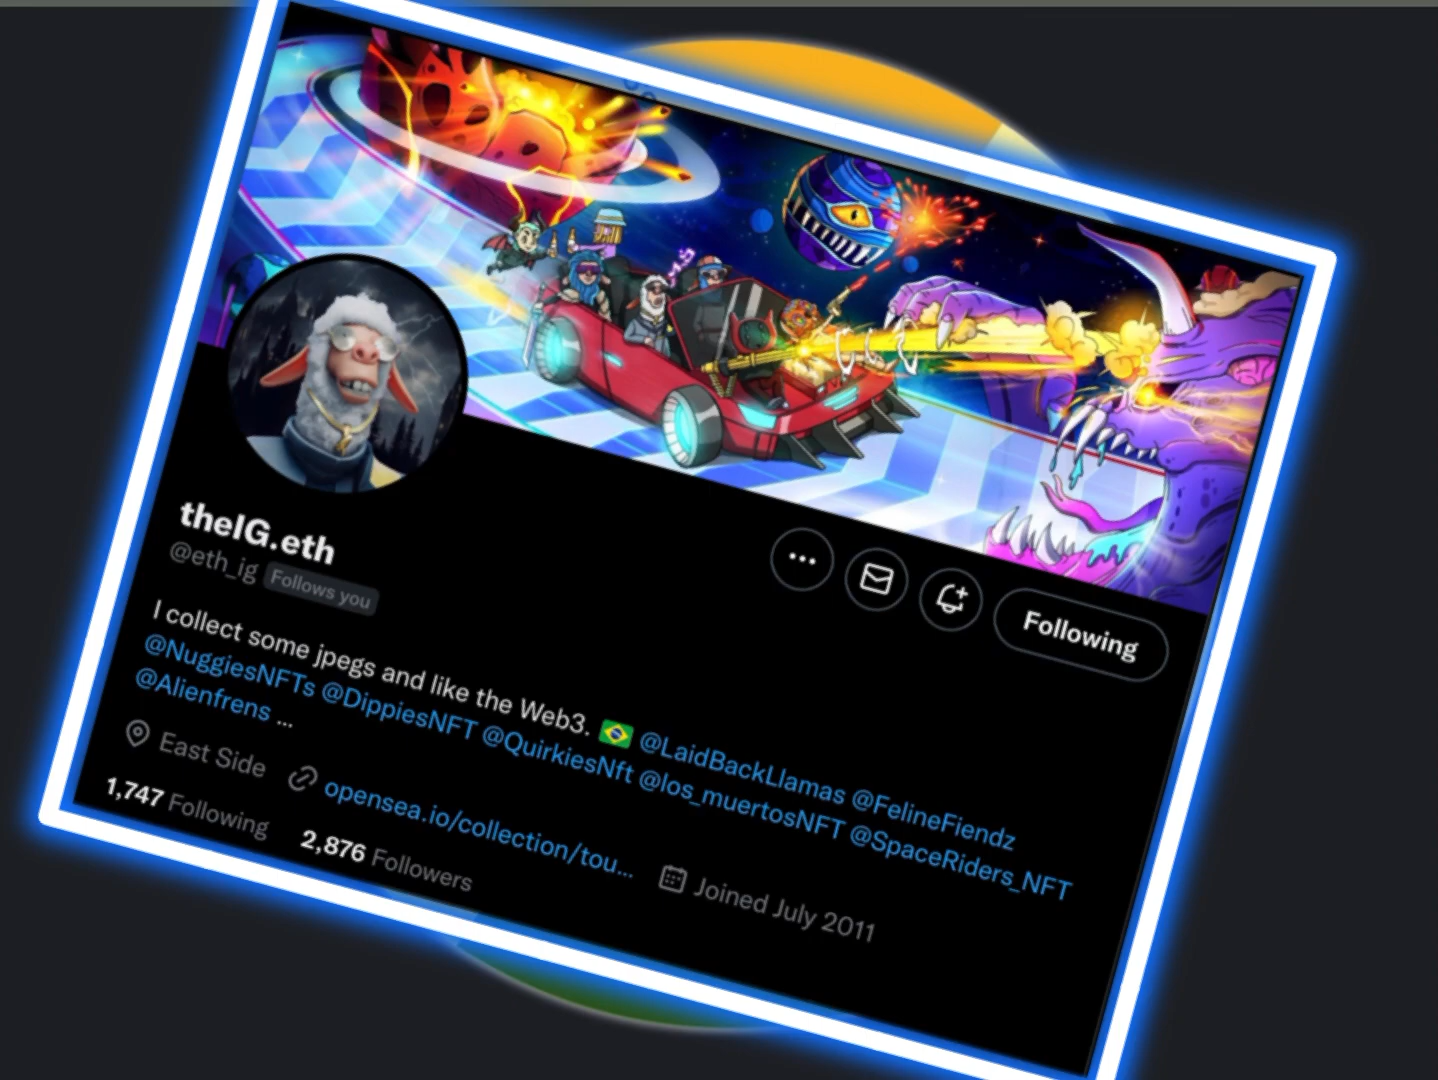 theIG.eth
@eth_ig Follows you
Following
I collect some jpegs and like the Web3. 🇧🇷 @LaidBackLlamas @FelineFiendz
@NuggiesNFTs @DippiesNFT @QuirkiesNft @los_muertosNFT @SpaceRiders_NFT
@Alienfrens ...
East Side opensea.io/collection/tou... Joined July 2011
1,747 Following 2,876 Followers